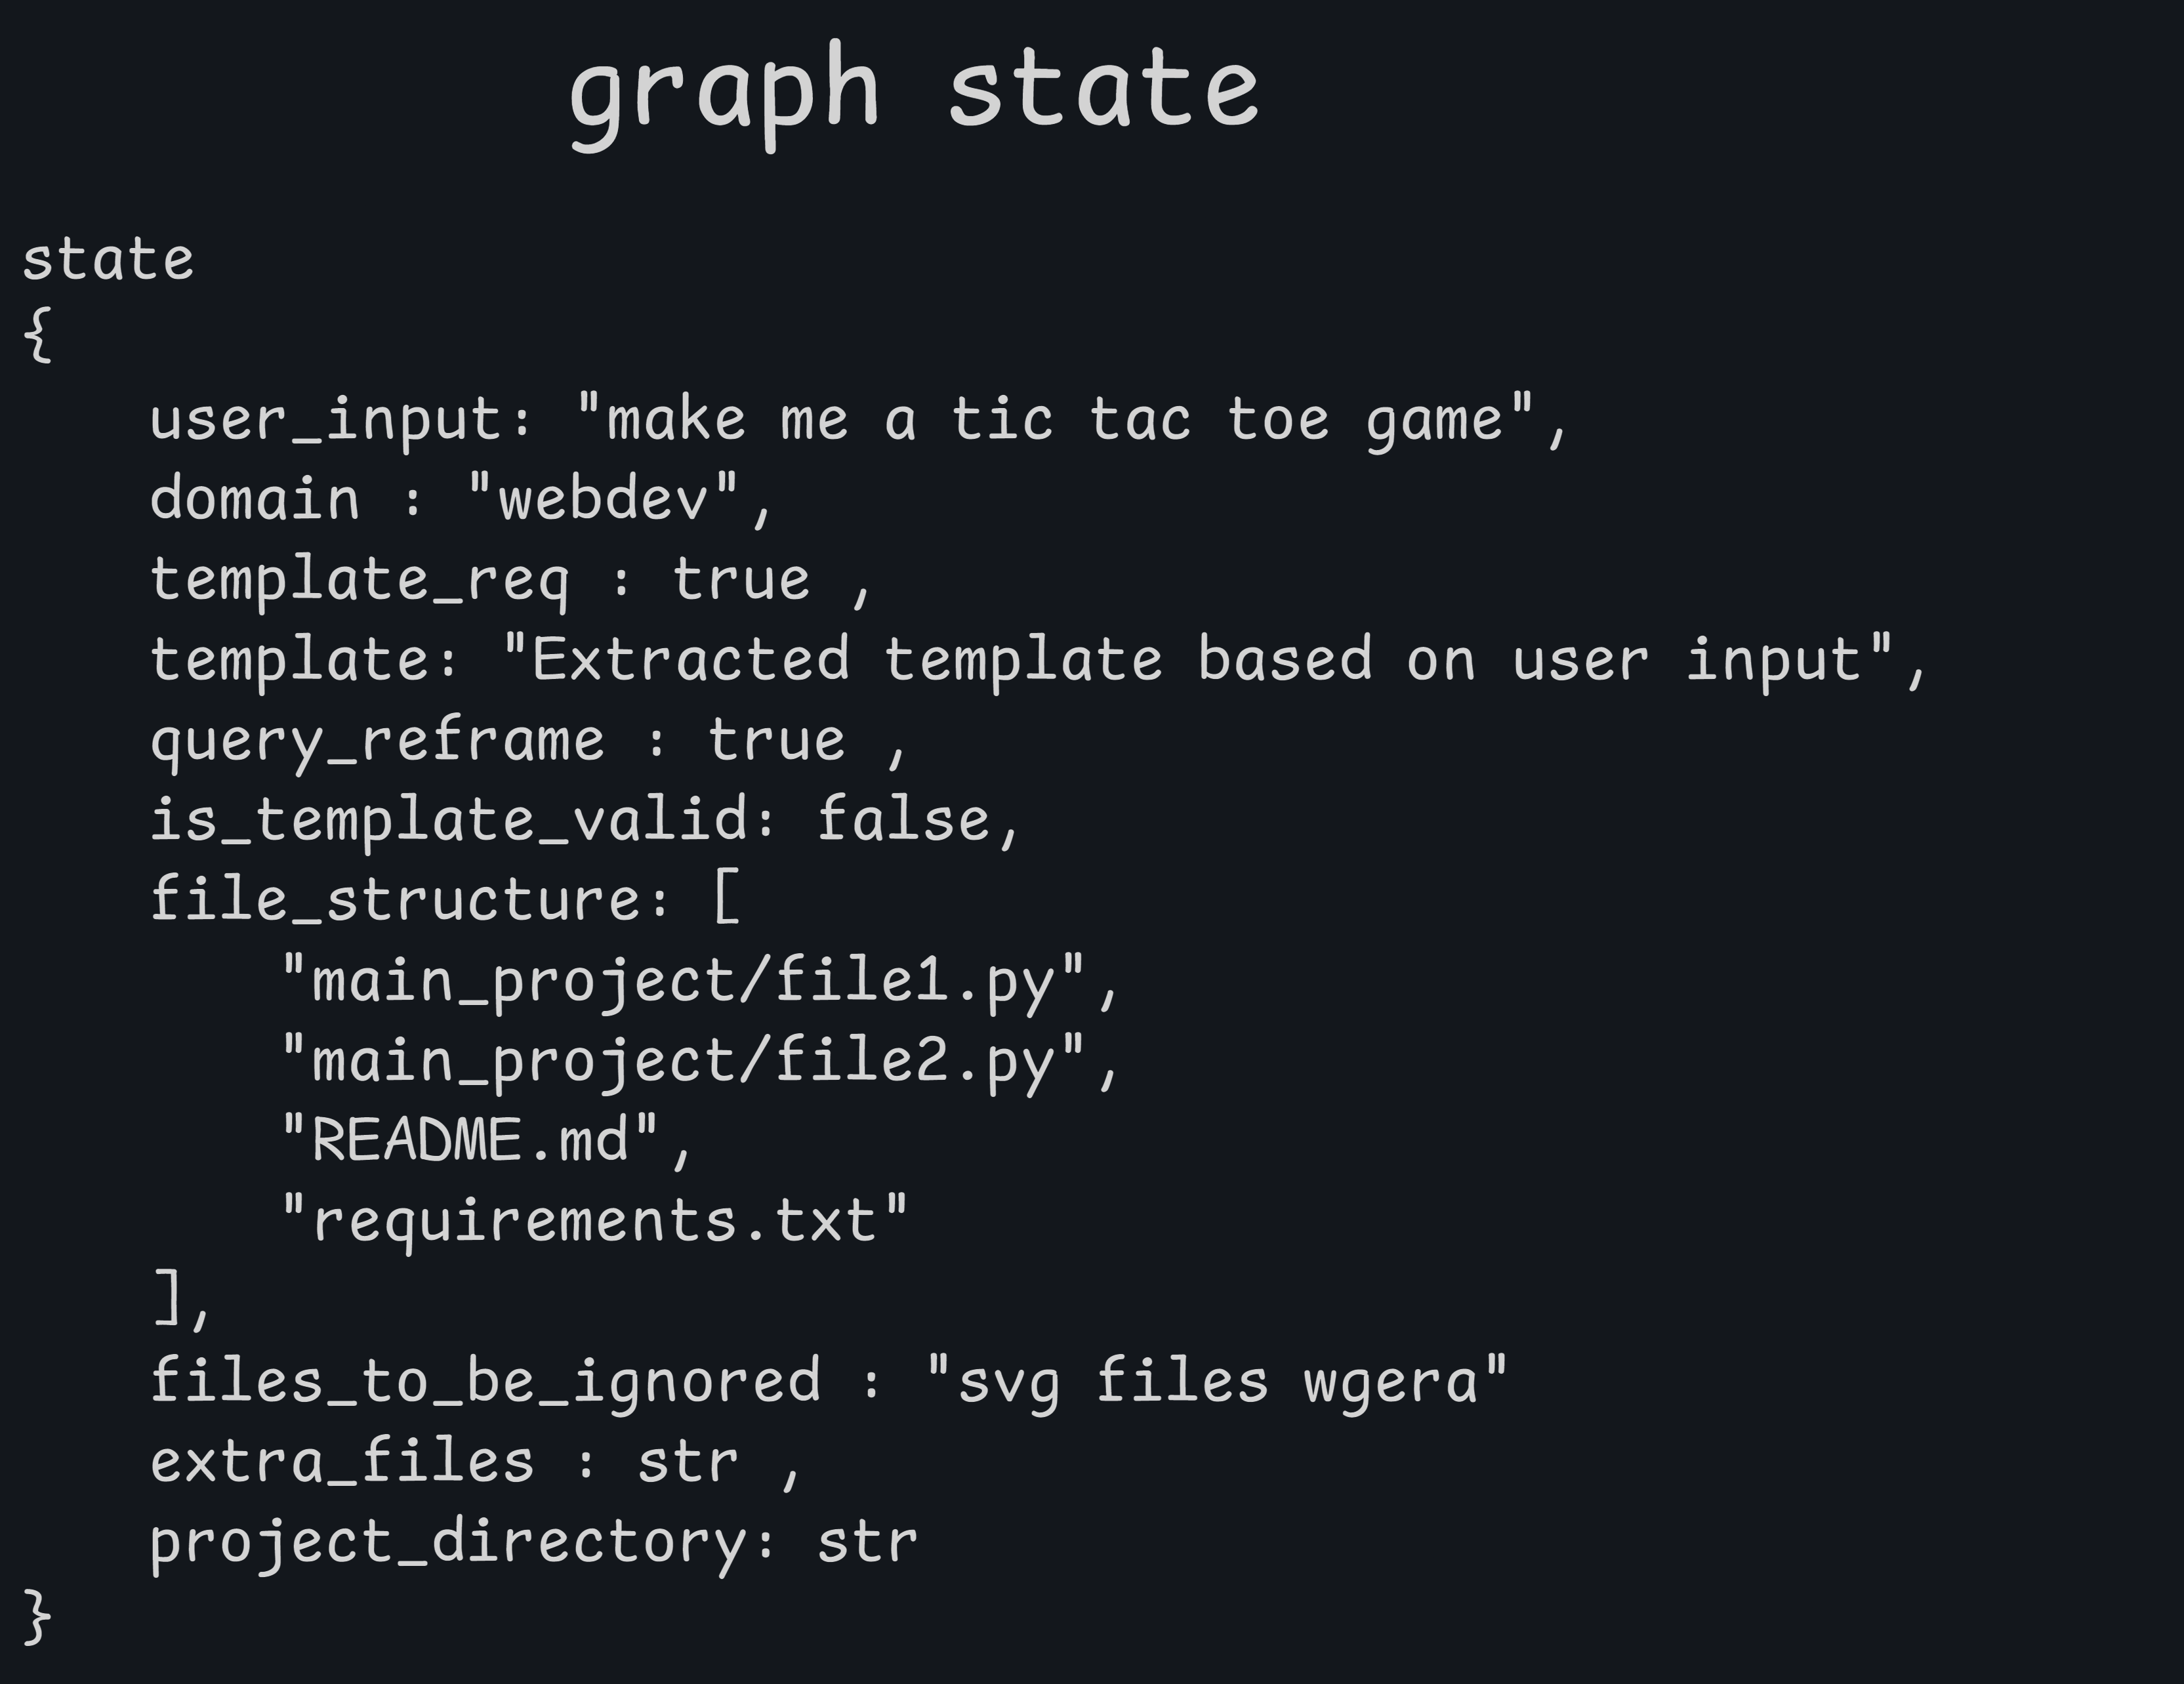 graph state
state
{
user_input: "make me a tic tac toe game",
domain : "webdev",
template_req : true ,
template: "Extracted template based on user input",
query_reframe : true ,
is_template_valid: false,
file_structure: [
"main_project/file1.py",
"main_project/file2.py",
"README.md",
"requirements.txt"
],
files_to_be_ignored : "svg files wgera"
extra_files : str ,
project_directory: str
}